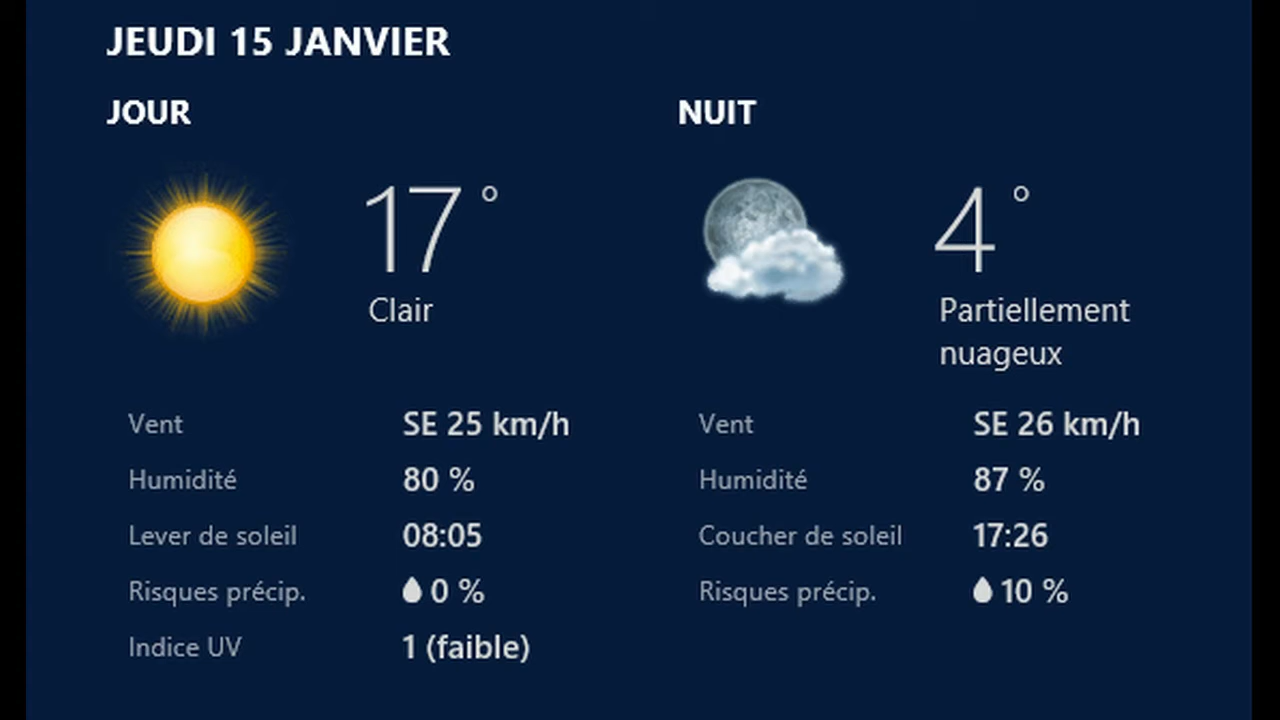 JEUDI 15 JANVIER
JOUR
NUIT
17°
Clair
4°
Partiellement
nuageux
Vent SE 25 km/h
Humidité 80 %
Lever de soleil 08:05
Risques précip. 0 %
Indice UV 1 (faible)
Vent SE 26 km/h
Humidité 87 %
Coucher de soleil 17:26
Risques précip. 10 %